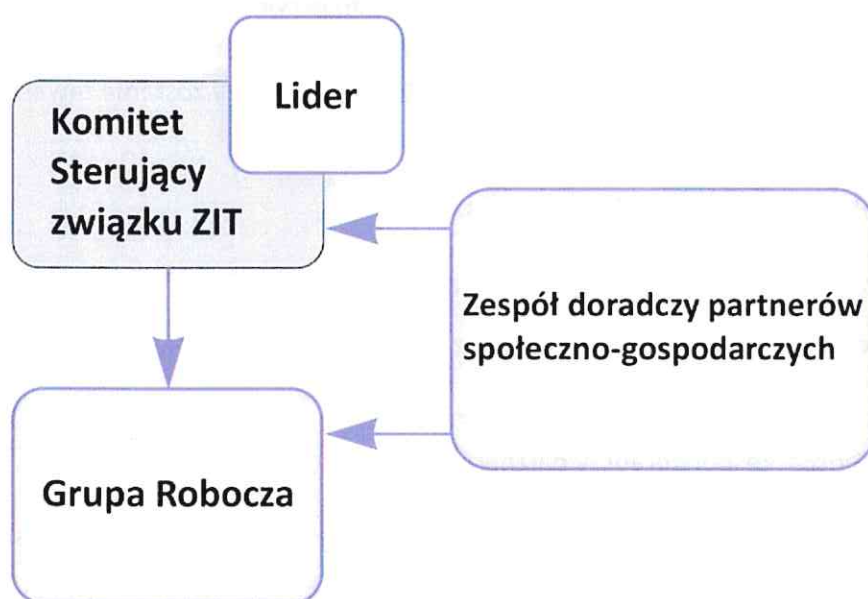 Lider
Komitet
Sterujący
związku ZIT
Zespół doradczy partnerów
społeczno-gospodarczych
Grupa Robocza